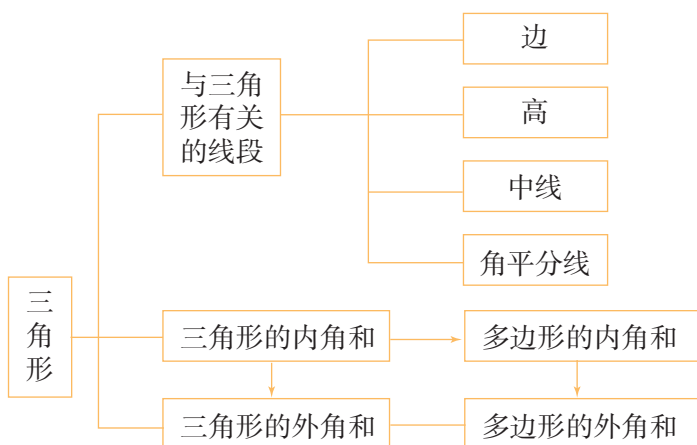 边
与三角
形有关
的线段
高
中线
角平分线
三
角
形
三角形的内角和
多边形的内角和
三角形的外角和
多边形的外角和